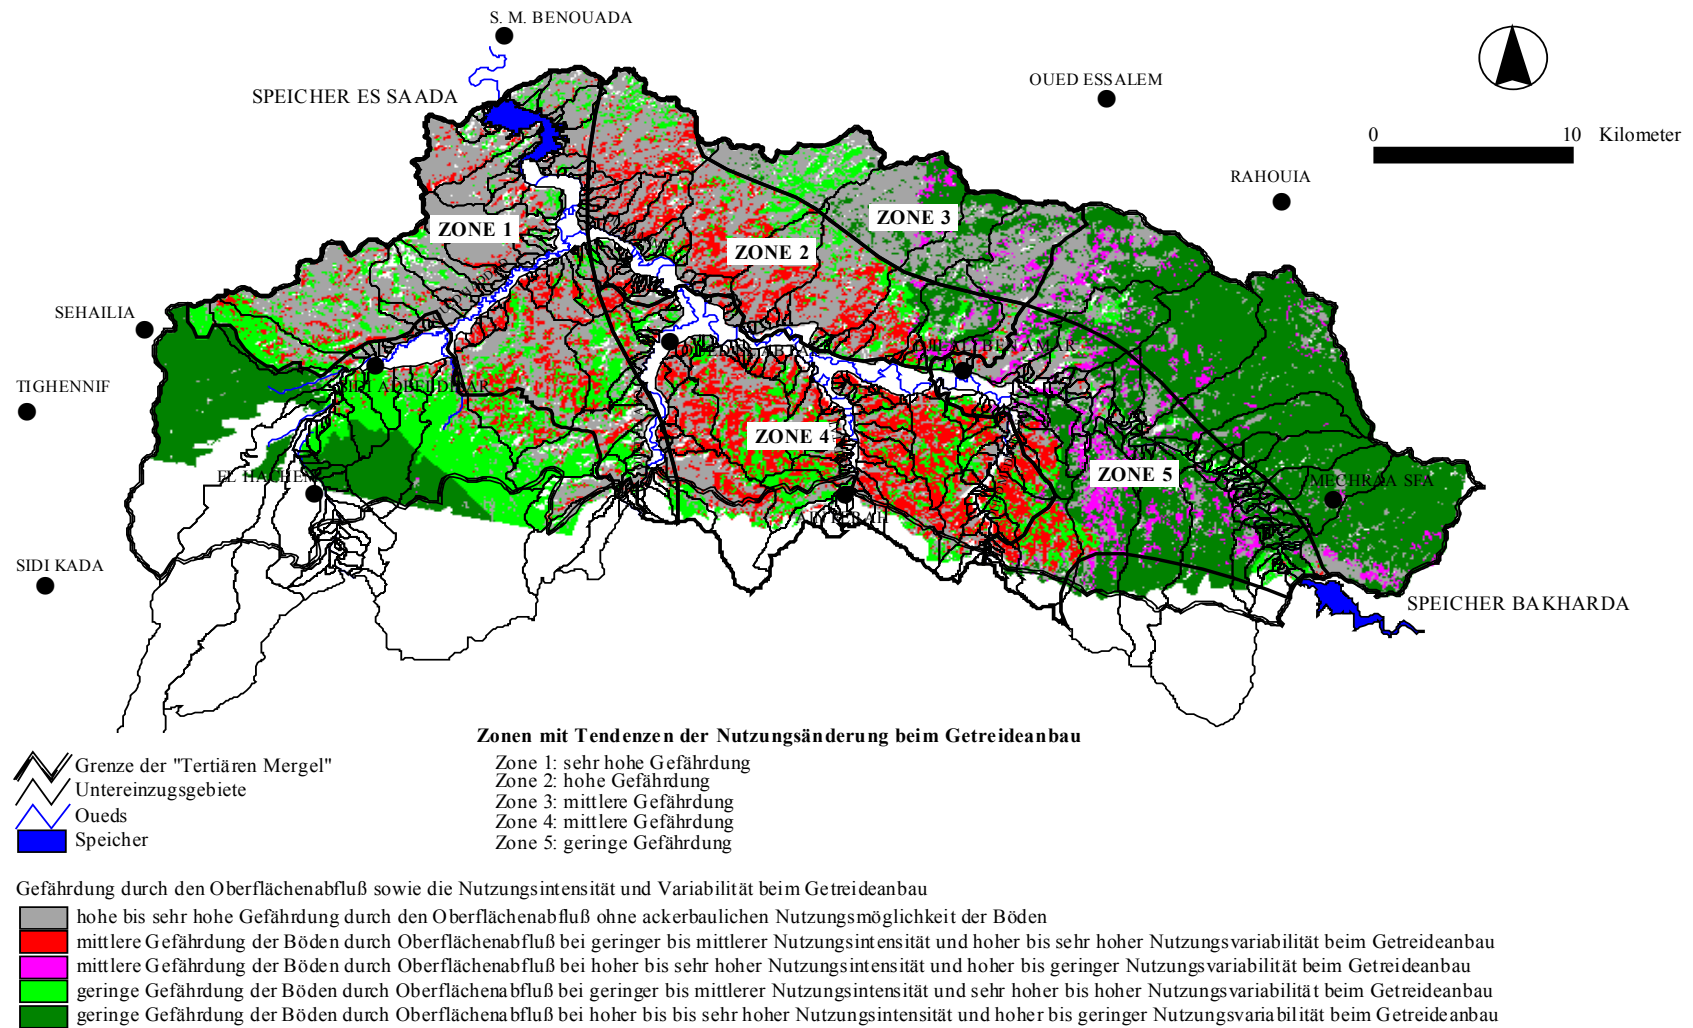 S. M. BENOUADA
OUED ESSALEM
SPEICHER ES SAADA
0 10 Kilometer
RAHOUIA
ZONE 3
ZONE 1
ZONE 2
SEHAILIA
TIGHENNIF
ZONE 4
ZONE 5
EL HACHEM
MECHRAA SFA
SIDI KADA
SPEICHER BAKHARDA
Zonen mit Tendenzen der Nutzungsänderung beim Getreideanbau
Zone 1: sehr hohe Gefährdung
Zone 2: hohe Gefährdung
Zone 3: mittlere Gefährdung
Zone 4: mittlere Gefährdung
Zone 5: geringe Gefährdung
Grenze der "Tertiären Mergel"
Untereinzugsgebiete
Oueds
Speicher
Gefährdung durch den Oberflächenabfluß sowie die Nutzungsintensität und Variabilität beim Getreideanbau
hohe bis sehr hohe Gefährdung durch den Oberflächenabfluß ohne ackerbaulichen Nutzungsmöglichkeit der Böden
mittlere Gefährdung der Böden durch Oberflächenabfluß bei geringer bis mittlerer Nutzungsintensität und hoher bis sehr hoher Nutzungsvariabilität beim Getreideanbau
mittlere Gefährdung der Böden durch Oberflächenabfluß bei hoher bis sehr hoher Nutzungsintensität und hoher bis geringer Nutzungsvariabilität beim Getreideanbau
geringe Gefährdung der Böden durch Oberflächenabfluß bei geringer bis mittlerer Nutzungsintensität und sehr hoher bis hoher Nutzungsvariabilität beim Getreideanbau
geringe Gefährdung der Böden durch Oberflächenabfluß bei hoher bis bis sehr hoher Nutzungsintensität und hoher bis geringer Nutzungsvariabilität beim Getreideanbau